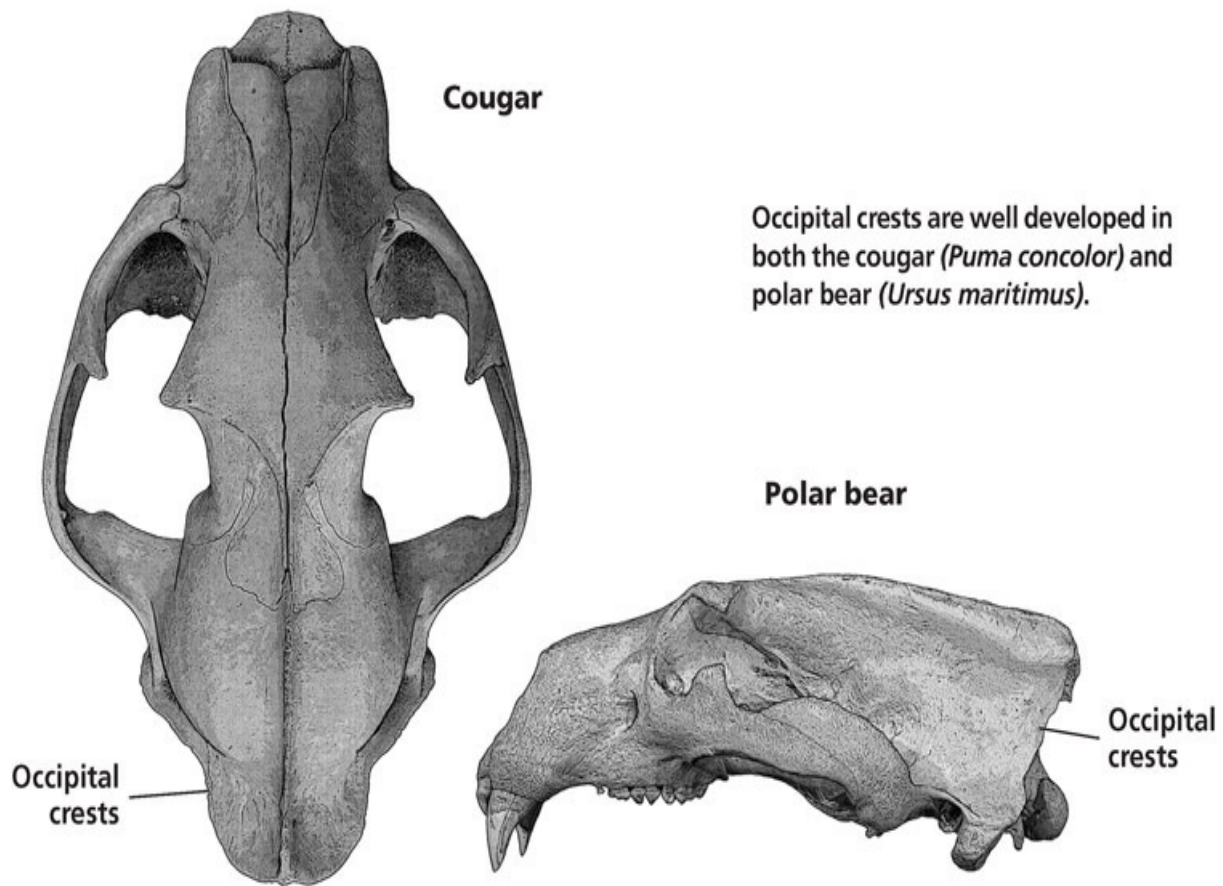 Cougar
Occipital crests are well developed in
both the cougar (Puma concolor) and
polar bear (Ursus maritimus).
Polar bear
Occipital
crests
Occipital
crests